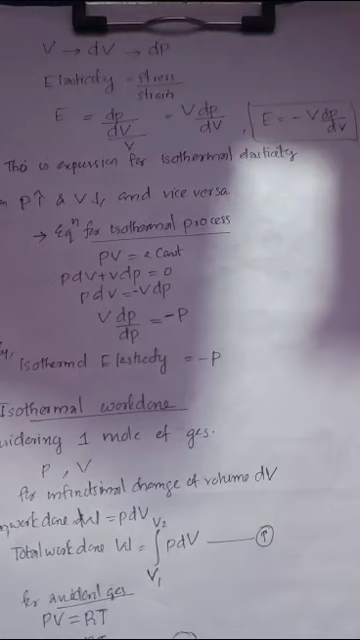 V → dV → dp
Elasticity = stress/strain
E = dp/(dV/V) = V dp/dV , E = -V dp/dV
This is expression for isothermal elasticity
P↑ & V↓, and vice versa
→ Eqⁿ for isothermal process
PV = a Const
pdV+Vdp = 0
pdV = -Vdp
V dp/dp = -P
Isothermal Elasticity = -P
Isothermal workdone
1 mole of gas.
P, V
for infinitsimal change of volume dV
work done dW = pdV
Total work done W = ∫_{V₁}^{V₂} pdV —— (1)
for an ideal gas
PV = RT